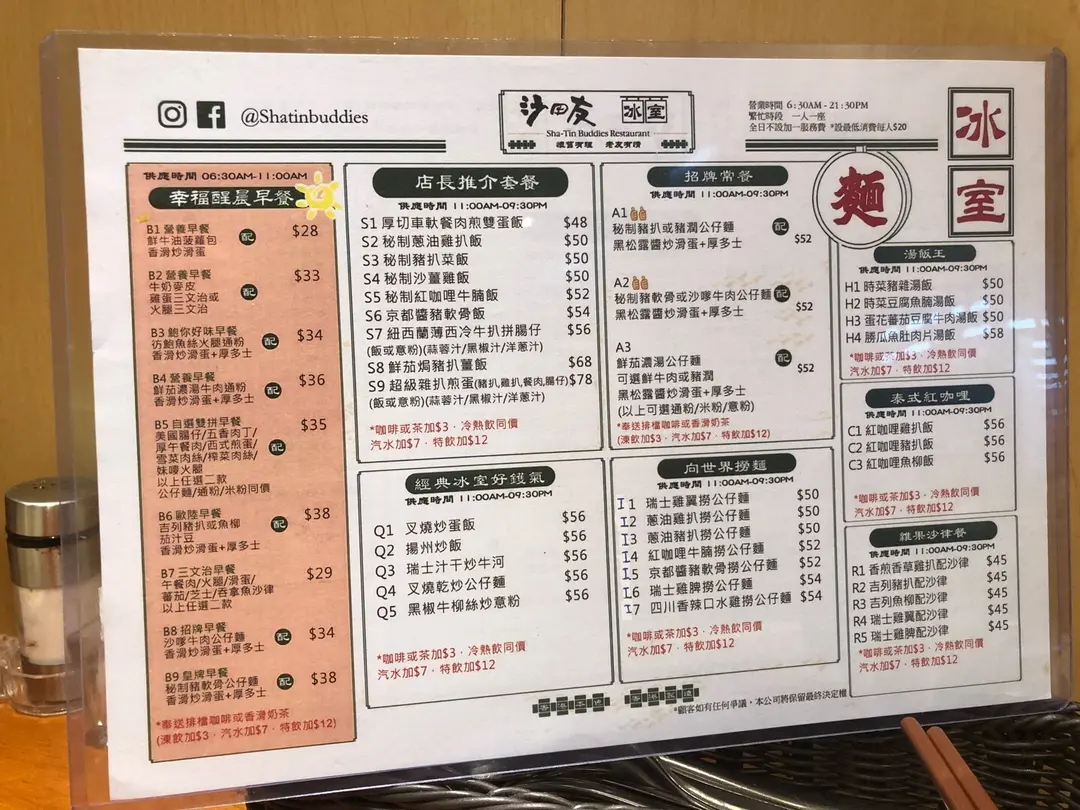 @Shatinbuddies
沙田友 冰室
Sha-Tin Buddies Restaurant
營業時間 6:30AM - 21:30PM
繁忙時段 一人一座
全日不設加一服務費 *設最低消費每人$20
冰
室
麵
供應時間 06:30AM-11:00AM
幸福醒晨早餐
B1 營養早餐 $28
鮮牛油菠蘿包 配
香滑炒滑蛋
B2 營養早餐 $33
牛奶麥皮
雞蛋三文治或 配
火腿三文治
B3 鮑你好味早餐 $34
彷鮑魚絲火腿通粉 配
香滑炒滑蛋+厚多士
B4 營養早餐 $36
鮮茄濃湯牛肉通粉 配
香滑炒滑蛋+厚多士
B5 自選雙拼早餐 $35
美國腸仔/五香肉丁/
厚午餐肉/西式煎蛋/
雪菜肉絲/榨菜肉絲/ 配
妹嚎火腿
以上任選二款
公仔麵/通粉/米粉同價
B6 歐陸早餐 $38
吉列豬扒或魚柳 配
茄汁豆
香滑炒滑蛋+厚多士
B7 三文治早餐 $29
午餐肉/火腿/滑蛋/
蕃茄/芝士/吞拿魚沙律
以上任選二款
B8 招牌早餐 $34
沙嗲牛肉公仔麵 配
香滑炒滑蛋+厚多士
B9 皇牌早餐 $38
秘制豬軟骨公仔麵 配
香滑炒滑蛋+厚多士
*奉送排檔咖啡或香滑奶茶
(凍飲加$3﹒汽水加$7﹒特飲加$12)
店長推介套餐
供應時間 11:00AM-09:30PM
S1 厚切車軟餐肉煎雙蛋飯 $48
S2 秘制蔥油雞扒飯 $50
S3 秘制豬扒菜飯 $50
S4 秘制沙薑雞飯 $50
S5 秘制紅咖哩牛腩飯 $52
S6 京都醬豬軟骨飯 $54
S7 紐西蘭薄西冷牛扒拼腸仔 $56
(飯或意粉)(蒜蓉汁/黑椒汁/洋蔥汁)
S8 鮮茄焗豬扒薑飯 $68
S9 超級雜扒煎蛋(豬扒,雞扒,餐肉,腸仔)$78
(飯或意粉)(蒜蓉汁/黑椒汁/洋蔥汁)
*咖啡或茶加$3﹒冷熱飲同價
汽水加$7﹒特飲加$12
經典冰室好鑊氣
供應時間 11:00AM-09:30PM
Q1 叉燒炒蛋飯 $56
Q2 揚州炒飯 $56
Q3 瑞士汁干炒牛河 $56
Q4 叉燒乾炒公仔麵 $56
Q5 黑椒牛柳絲炒意粉 $56
*咖啡或茶加$3﹒冷熱飲同價
汽水加$7﹒特飲加$12
招牌常餐
供應時間 11:00AM-09:30PM
A1
秘制豬扒或豬潤公仔麵 配
黑松露醬炒滑蛋+厚多士 $52
A2
秘制豬軟骨或沙嗲牛肉公仔麵 配
黑松露醬炒滑蛋+厚多士 $52
A3
鮮茄濃湯公仔麵 配
可選鮮牛肉或豬潤 $52
黑松露醬炒滑蛋+厚多士
(以上可選通粉/米粉/意粉)
*奉送排檔咖啡或香滑奶茶
(凍飲加$3﹒汽水加$7﹒特飲加$12)
向世界撈麵
供應時間 11:00AM-09:30PM
I1 瑞士雞翼撈公仔麵 $50
I2 蔥油雞扒撈公仔麵 $50
I3 蔥油豬扒撈公仔麵 $50
I4 紅咖哩牛腩撈公仔麵 $52
I5 京都醬豬軟骨撈公仔麵 $52
I6 瑞士雞脾撈公仔麵 $54
I7 四川香辣口水雞撈公仔麵 $54
*咖啡或茶加$3﹒冷熱飲同價
汽水加$7﹒特飲加$12
湯飯王
供應時間 11:00AM-09:30PM
H1 時菜豬雜湯飯 $50
H2 時菜豆腐魚腩湯飯 $50
H3 蛋花蕃茄豆腐牛肉湯飯 $50
H4 勝瓜魚肚肉片湯飯 $58
*咖啡或茶加$3﹒冷熱飲同價
汽水加$7﹒特飲加$12
泰式紅咖哩
供應時間 11:00AM-09:30PM
C1 紅咖哩雞扒飯 $56
C2 紅咖哩豬扒飯 $56
C3 紅咖哩魚柳飯 $56
*咖啡或茶加$3﹒冷熱飲同價
汽水加$7﹒特飲加$12
雜果沙律餐
供應時間 11:00AM-09:30PM
R1 香煎香草雞扒配沙律 $45
R2 吉列豬扒配沙律 $45
R3 吉列魚柳配沙律 $45
R4 瑞士雞翼配沙律 $45
R5 瑞士雞脾配沙律 $45
*咖啡或茶加$3﹒冷熱飲同價
汽水加$7﹒特飲加$12
*顧客如有任何爭議，本公司將保留最終決定權